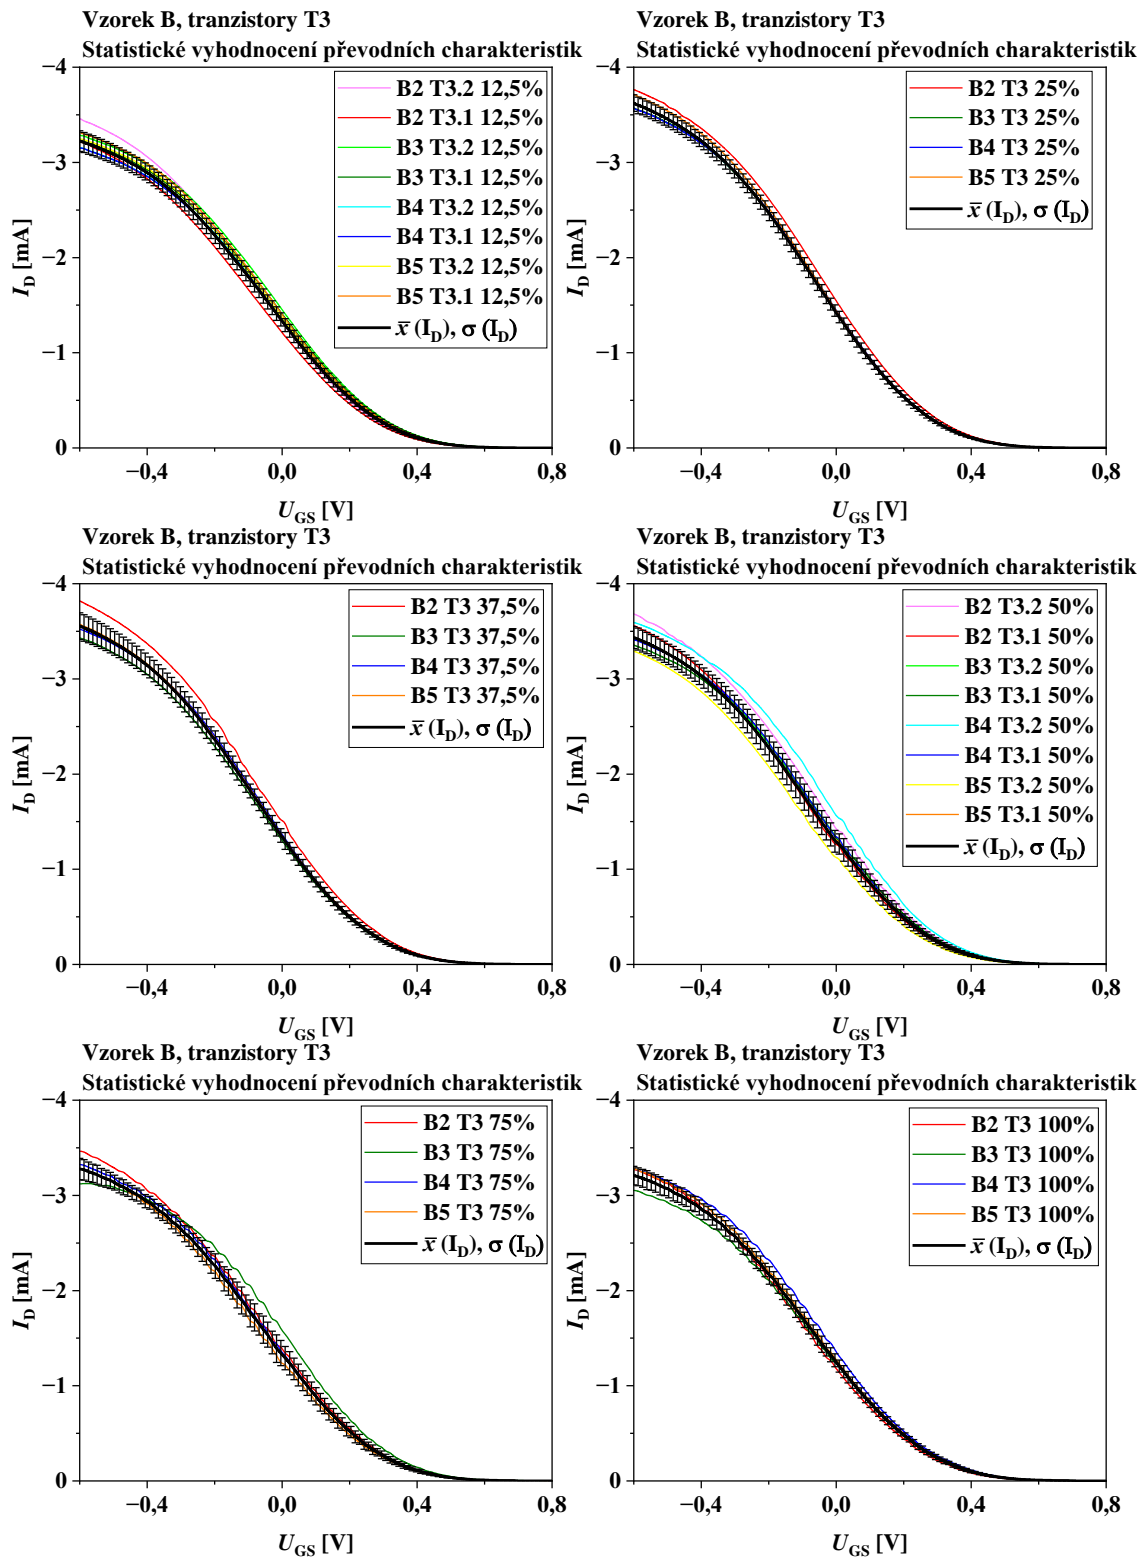 Vzorek B, tranzistory T3
Statistické vyhodnocení převodních charakteristik
−4
−3
−2
−1
0
−0,4
0,0
0,4
0,8
I_D [mA]
U_GS [V]
B2 T3.2 12,5%
B2 T3.1 12,5%
B3 T3.2 12,5%
B3 T3.1 12,5%
B4 T3.2 12,5%
B4 T3.1 12,5%
B5 T3.2 12,5%
B5 T3.1 12,5%
x̄ (I_D), σ (I_D)
Vzorek B, tranzistory T3
Statistické vyhodnocení převodních charakteristik
−4
−3
−2
−1
0
−0,4
0,0
0,4
0,8
I_D [mA]
U_GS [V]
B2 T3 25%
B3 T3 25%
B4 T3 25%
B5 T3 25%
x̄ (I_D), σ (I_D)
Vzorek B, tranzistory T3
Statistické vyhodnocení převodních charakteristik
−4
−3
−2
−1
0
−0,4
0,0
0,4
0,8
I_D [mA]
U_GS [V]
B2 T3 37,5%
B3 T3 37,5%
B4 T3 37,5%
B5 T3 37,5%
x̄ (I_D), σ (I_D)
Vzorek B, tranzistory T3
Statistické vyhodnocení převodních charakteristik
−4
−3
−2
−1
0
−0,4
0,0
0,4
0,8
I_D [mA]
U_GS [V]
B2 T3.2 50%
B2 T3.1 50%
B3 T3.2 50%
B3 T3.1 50%
B4 T3.2 50%
B4 T3.1 50%
B5 T3.2 50%
B5 T3.1 50%
x̄ (I_D), σ (I_D)
Vzorek B, tranzistory T3
Statistické vyhodnocení převodních charakteristik
−4
−3
−2
−1
0
−0,4
0,0
0,4
0,8
I_D [mA]
U_GS [V]
B2 T3 75%
B3 T3 75%
B4 T3 75%
B5 T3 75%
x̄ (I_D), σ (I_D)
Vzorek B, tranzistory T3
Statistické vyhodnocení převodních charakteristik
−4
−3
−2
−1
0
−0,4
0,0
0,4
0,8
I_D [mA]
U_GS [V]
B2 T3 100%
B3 T3 100%
B4 T3 100%
B5 T3 100%
x̄ (I_D), σ (I_D)